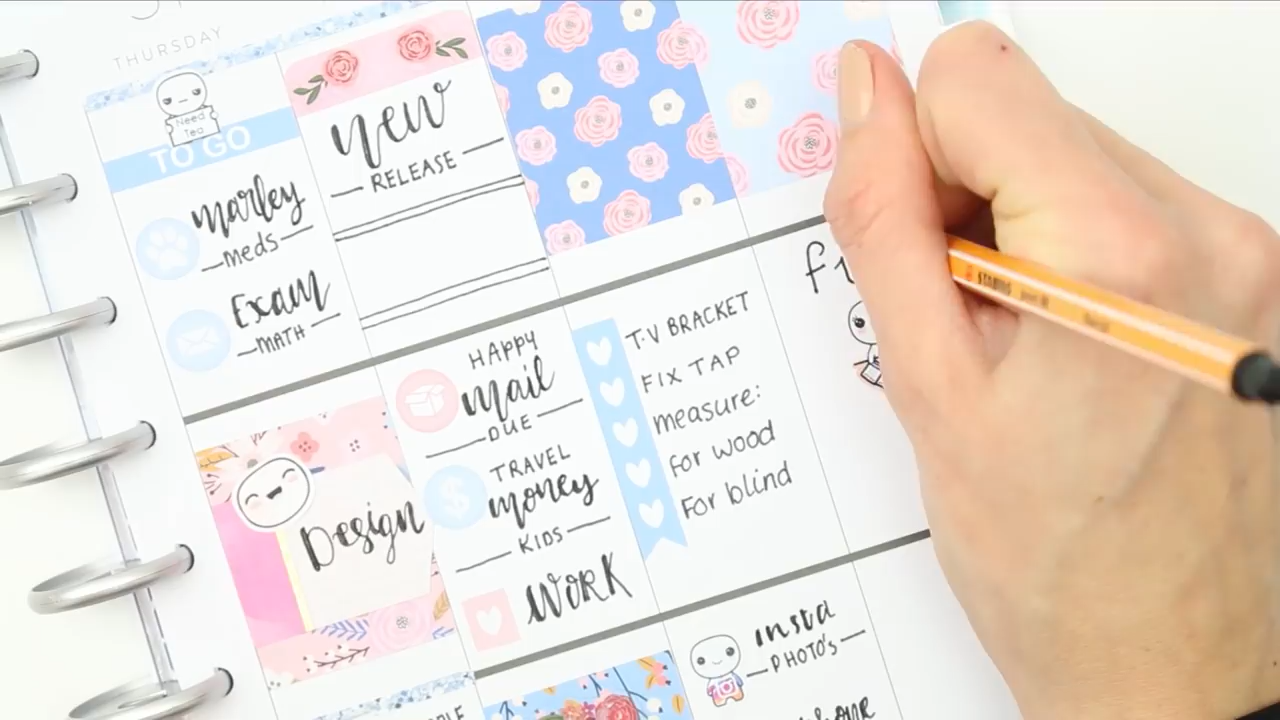 THURSDAY
Need
Tea
TO GO
marley
meds
Exam
MATH
new
RELEASE
Design
HAPPY
mail
DUE
TRAVEL
money
$
KIDS
WORK
T.V BRACKET
FIX TAP
measure:
for wood
For blind
insta
PHOTO'S
STABILO